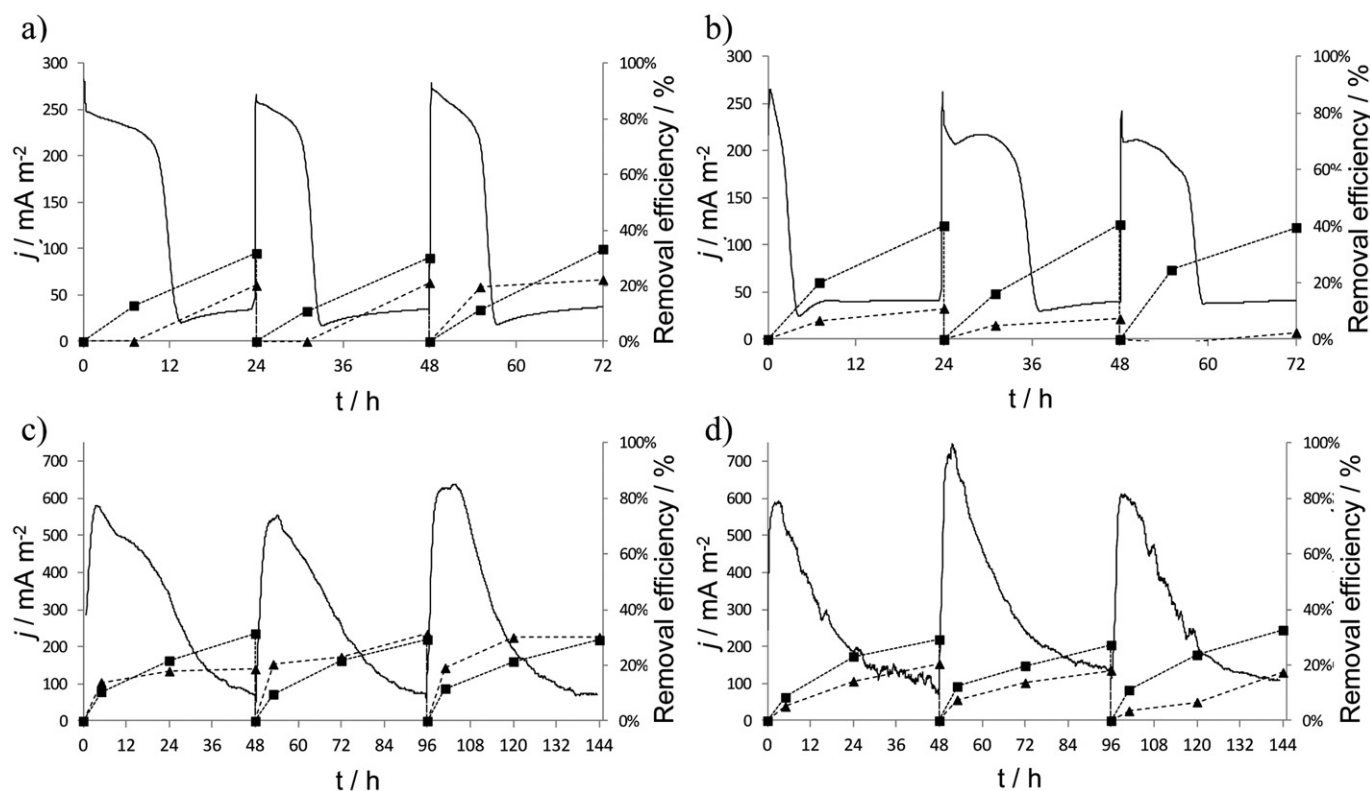 a)
300
250
200
150
100
50
0
j / mA m-2
100%
80%
60%
40%
20%
0%
Removal efficiency / %
0 12 24 36 48 60 72
t / h
b)
300
250
200
150
100
50
0
j / mA m-2
100%
80%
60%
40%
20%
0%
Removal efficiency / %
0 12 24 36 48 60 72
t / h
c)
700
600
500
400
300
200
100
0
j / mA m-2
100%
80%
60%
40%
20%
0%
Removal efficiency / %
0 12 24 36 48 60 72 84 96 108 120 132 144
t / h
d)
700
600
500
400
300
200
100
0
j / mA m-2
100%
80%
60%
40%
20%
0%
Removal efficiency / %
0 12 24 36 48 60 72 84 96 108 120 132 144
t / h